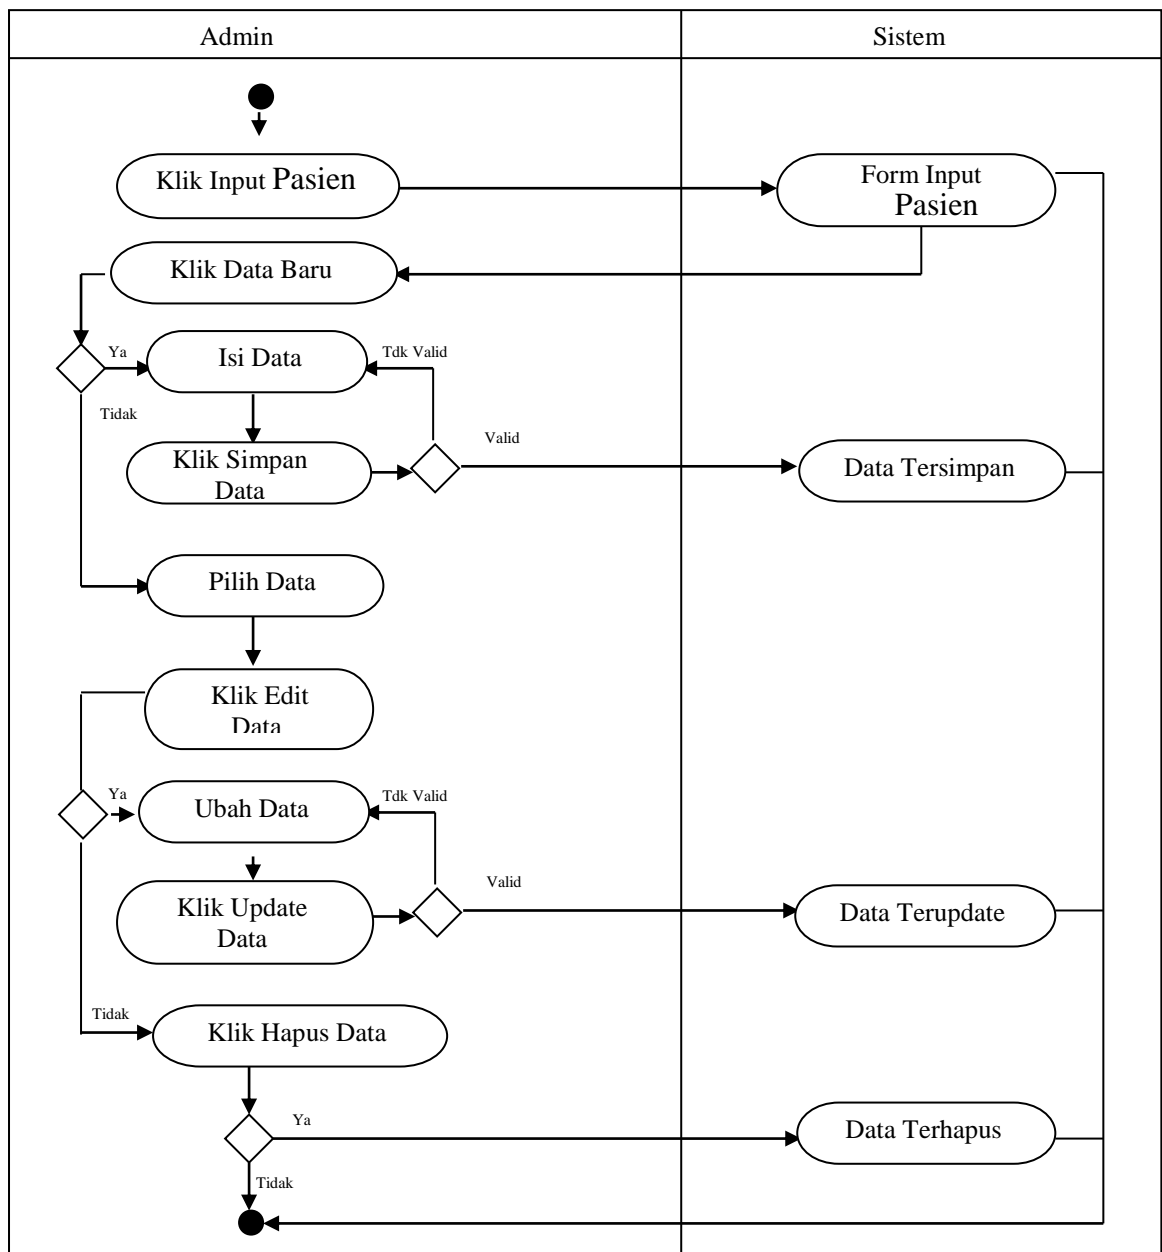 Admin
Sistem
Klik Input Pasien
Form Input
Pasien
Klik Data Baru
Ya
Isi Data
Tdk Valid
Tidak
Klik Simpan
Data
Valid
Data Tersimpan
Pilih Data
Klik Edit
Data
Ya
Ubah Data
Tdk Valid
Klik Update
Data
Valid
Data Terupdate
Tidak
Klik Hapus Data
Ya
Data Terhapus
Tidak